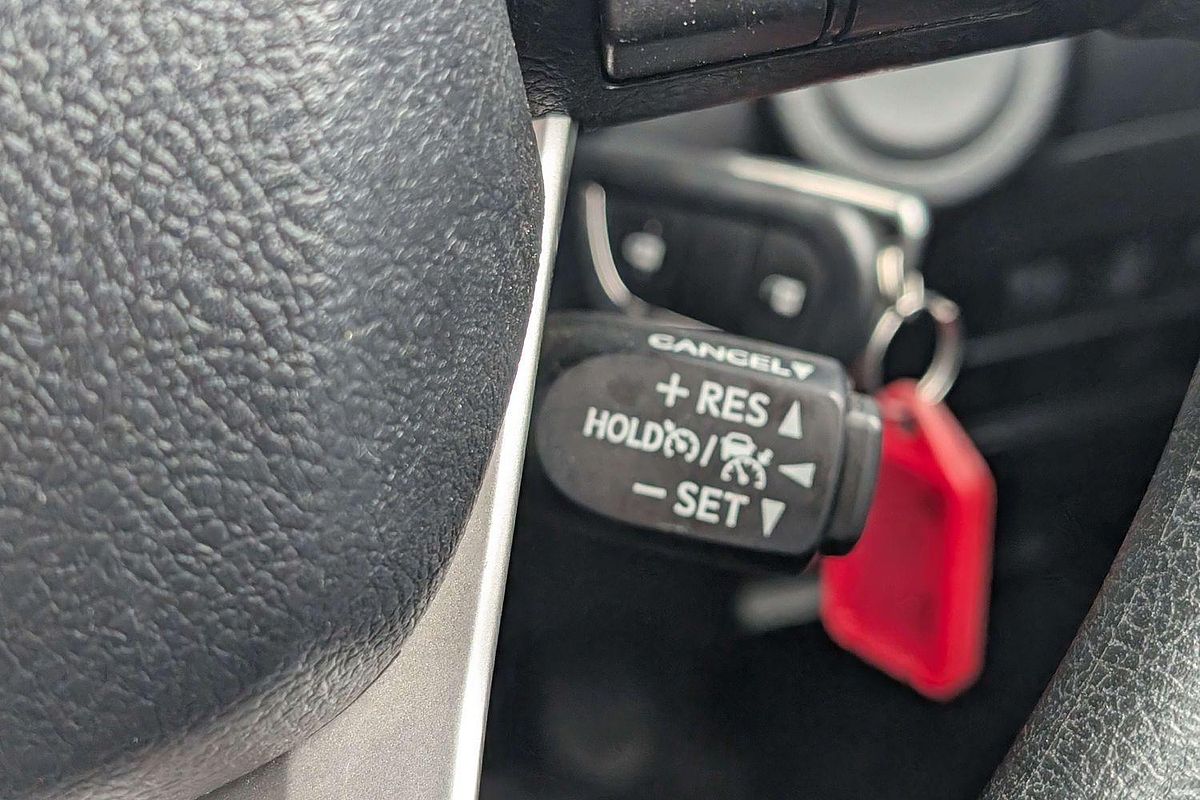 CANCEL▼
+ RES ▲
HOLD / ◀
− SET ▼